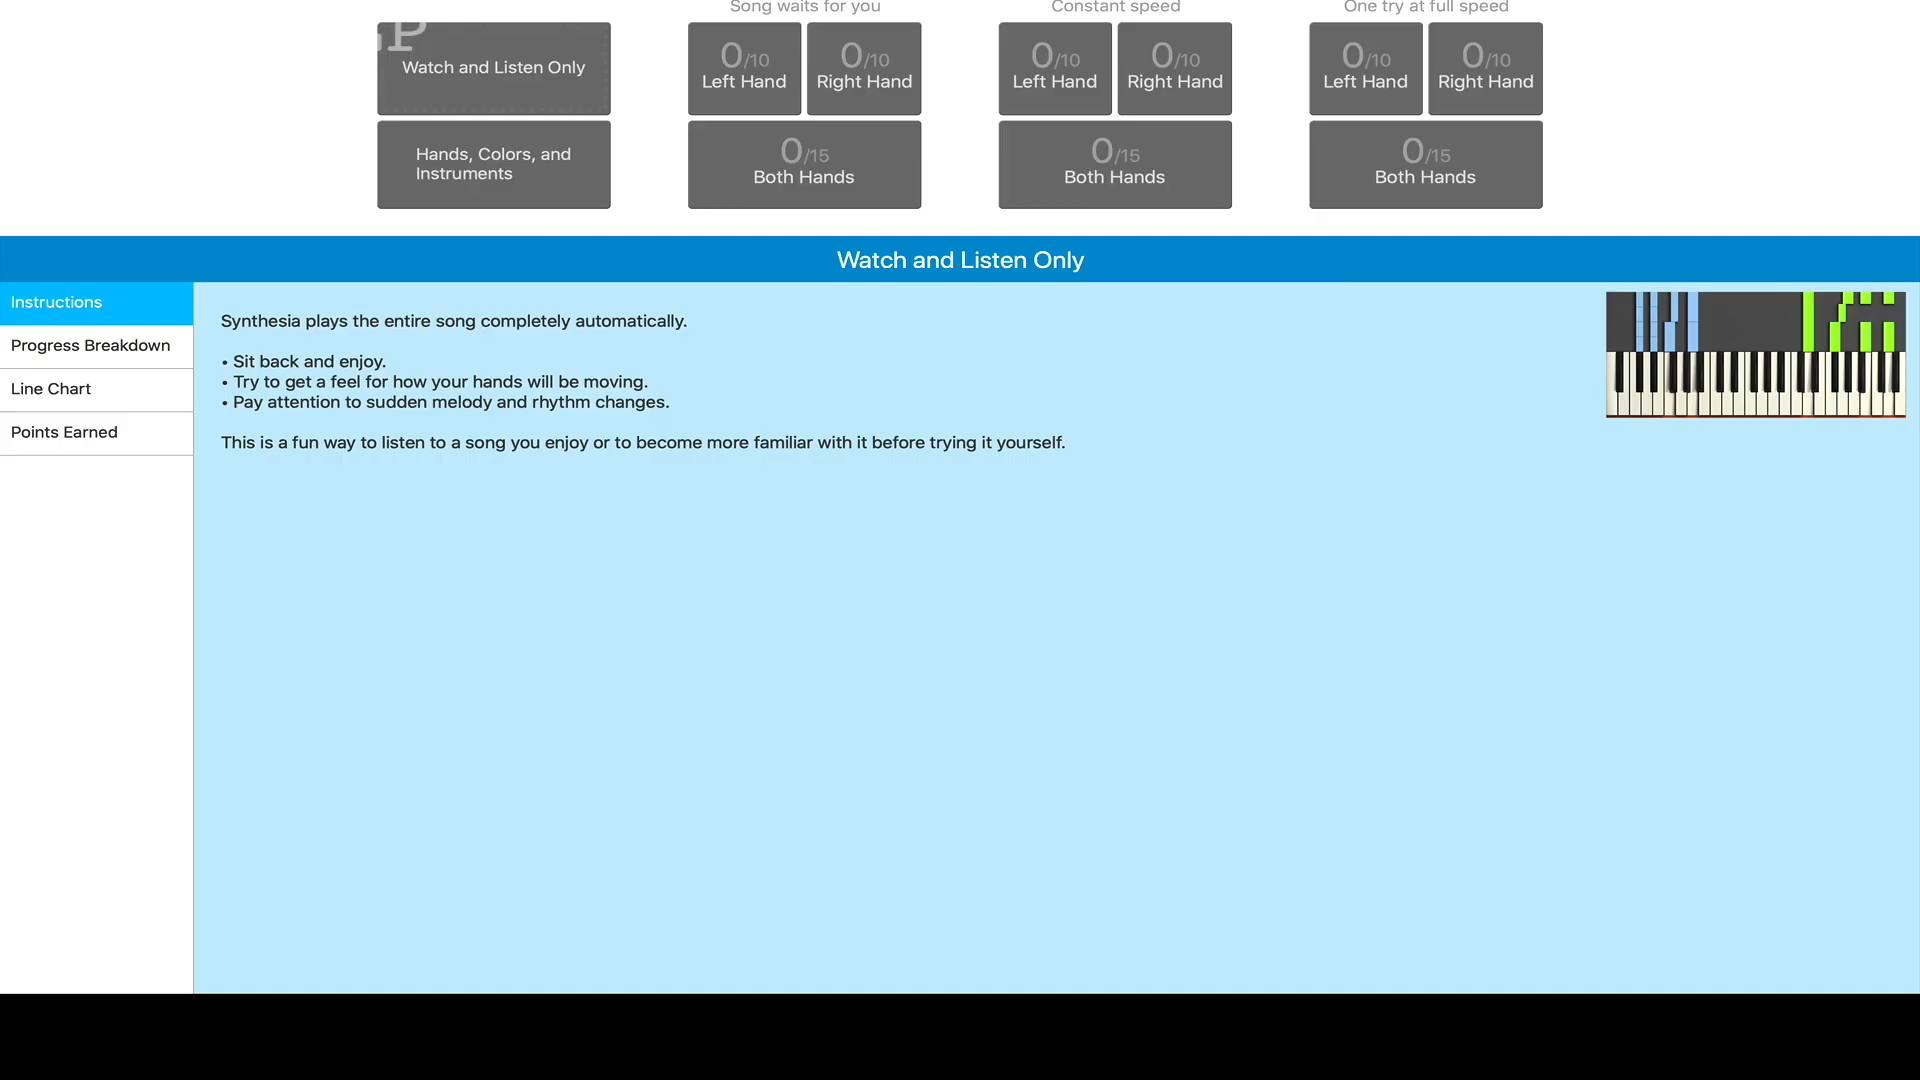 Song waits for you
Constant speed
One try at full speed
P
Watch and Listen Only
0/10
Left Hand
0/10
Right Hand
0/10
Left Hand
0/10
Right Hand
0/10
Left Hand
0/10
Right Hand
Hands, Colors, and
Instruments
0/15
Both Hands
0/15
Both Hands
0/15
Both Hands
Watch and Listen Only
Instructions
Progress Breakdown
Line Chart
Points Earned
Synthesia plays the entire song completely automatically.
• Sit back and enjoy.
• Try to get a feel for how your hands will be moving.
• Pay attention to sudden melody and rhythm changes.
This is a fun way to listen to a song you enjoy or to become more familiar with it before trying it yourself.